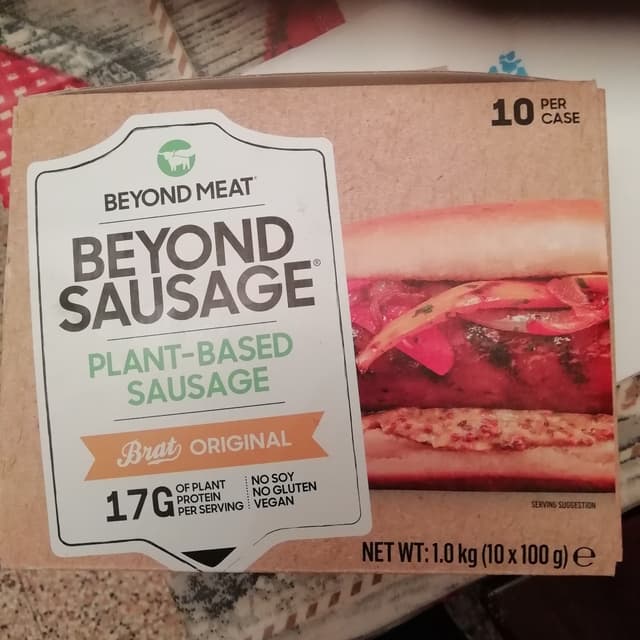 10 PER CASE
BEYOND MEAT®
BEYOND
SAUSAGE®
PLANT-BASED
SAUSAGE
Brat ORIGINAL
17G OF PLANT PROTEIN PER SERVING
NO SOY
NO GLUTEN
VEGAN
SERVING SUGGESTION
NET WT: 1.0 kg (10 x 100 g) ℮